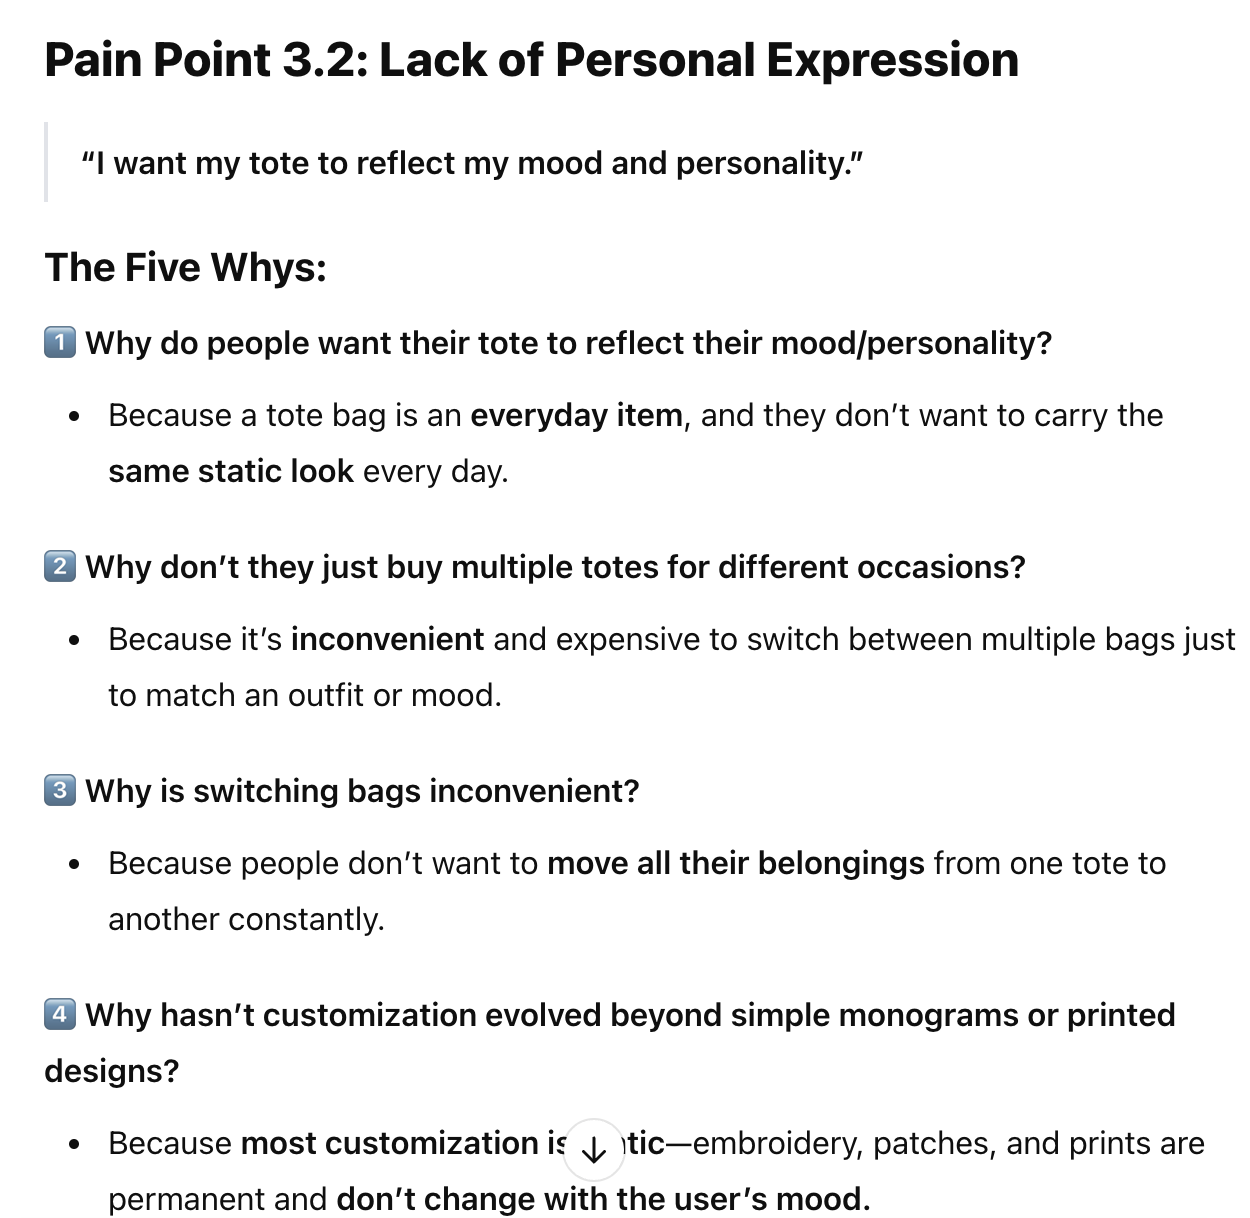 Pain Point 3.2: Lack of Personal Expression
“I want my tote to reflect my mood and personality.”
The Five Whys:
1️⃣ Why do people want their tote to reflect their mood/personality?
• Because a tote bag is an everyday item, and they don’t want to carry the
same static look every day.
2️⃣ Why don’t they just buy multiple totes for different occasions?
• Because it’s inconvenient and expensive to switch between multiple bags just
to match an outfit or mood.
3️⃣ Why is switching bags inconvenient?
• Because people don’t want to move all their belongings from one tote to
another constantly.
4️⃣ Why hasn’t customization evolved beyond simple monograms or printed
designs?
• Because most customization is —embroidery, patches, and prints are
permanent and don’t change with the user’s mood.